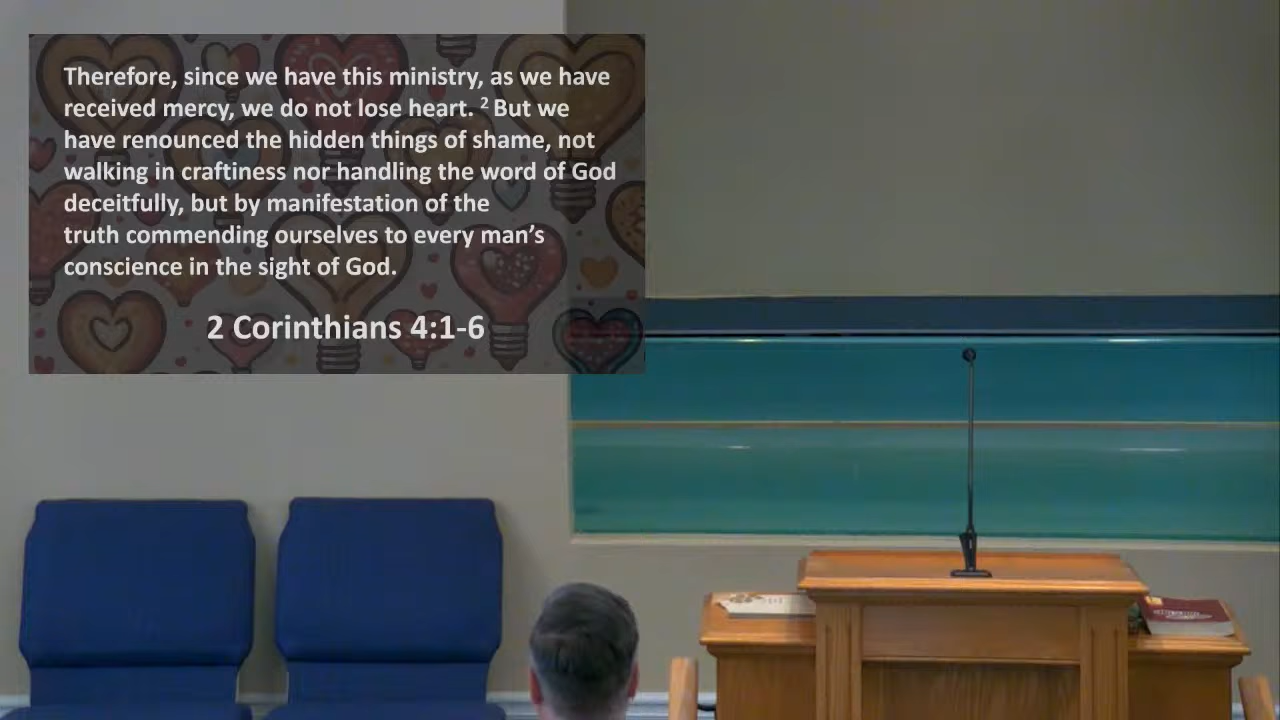 Therefore, since we have this ministry, as we have
received mercy, we do not lose heart. ² But we
have renounced the hidden things of shame, not
walking in craftiness nor handling the word of God
deceitfully, but by manifestation of the
truth commending ourselves to every man’s
conscience in the sight of God.
2 Corinthians 4:1-6